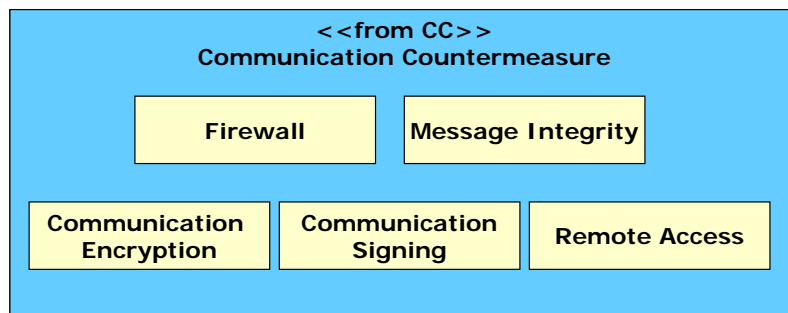 <<from CC>>
Communication Countermeasure
Firewall
Message Integrity
Communication
Encryption
Communication
Signing
Remote Access